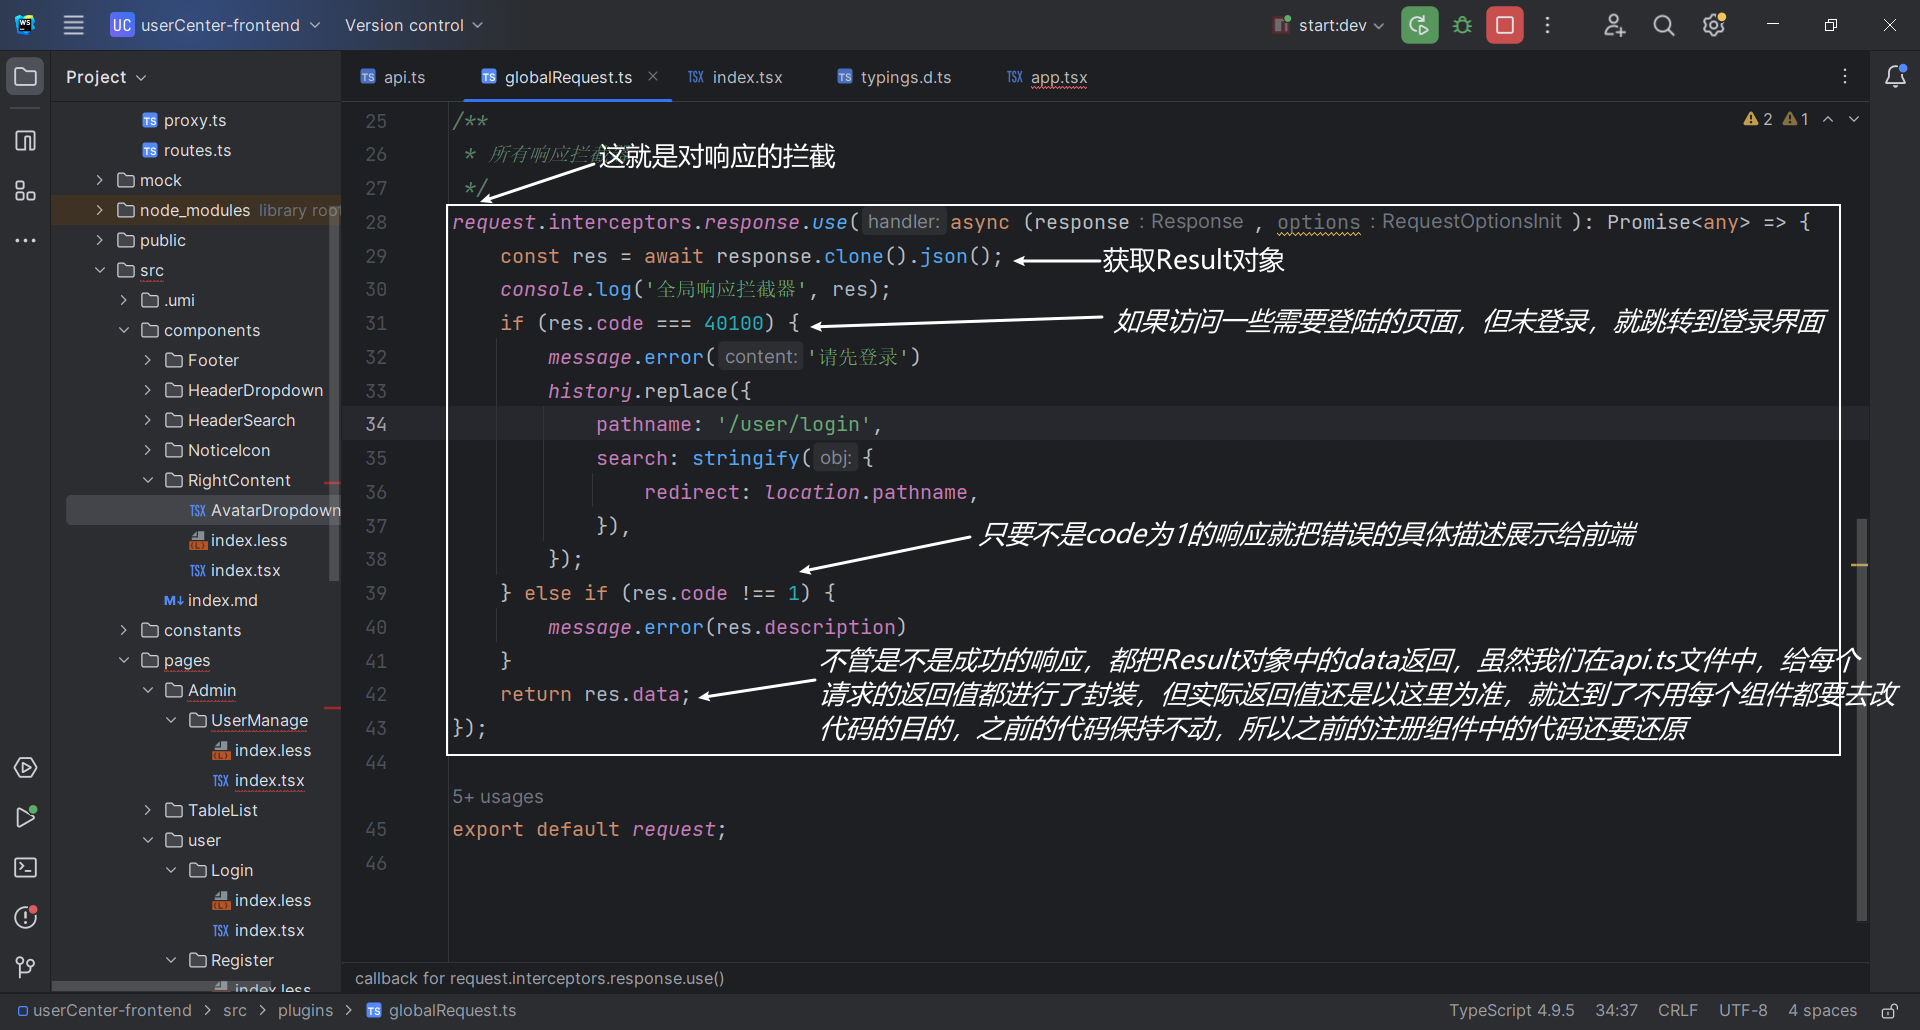 UC userCenter-frontend Version control start:dev
Project
api.ts globalRequest.ts index.tsx typings.d.ts app.tsx
proxy.ts
routes.ts
mock
node_modules library root
public
src
.umi
components
Footer
HeaderDropdown
HeaderSearch
NoticeIcon
RightContent
AvatarDropdown
index.less
index.tsx
index.md
constants
pages
Admin
UserManage
index.less
index.tsx
TableList
user
Login
index.less
index.tsx
Register
index.less
2 1
25 /**
26 * 所有响应拦截器
这就是对响应的拦截
27 */
28 request.interceptors.response.use( handler: async (response : Response , options : RequestOptionsInit ): Promise<any> => {
29 const res = await response.clone().json();
获取Result对象
30 console.log('全局响应拦截器', res);
31 if (res.code === 40100) {
如果访问一些需要登陆的页面，但未登录，就跳转到登录界面
32 message.error( content: '请先登录')
33 history.replace({
34 pathname: '/user/login',
35 search: stringify( obj: {
36 redirect: location.pathname,
37 }),
只要不是code为1的响应就把错误的具体描述展示给前端
38 });
39 } else if (res.code !== 1) {
40 message.error(res.description)
41 }
不管是不是成功的响应，都把Result对象中的data返回，虽然我们在api.ts文件中，给每个
42 return res.data;
请求的返回值都进行了封装，但实际返回值还是以这里为准，就达到了不用每个组件都要去改
43 });
代码的目的，之前的代码保持不动，所以之前的注册组件中的代码还要还原
44
5+ usages
45 export default request;
46
callback for request.interceptors.response.use()
userCenter-frontend > src > plugins > globalRequest.ts
TypeScript 4.9.5 34:37 CRLF UTF-8 4 spaces